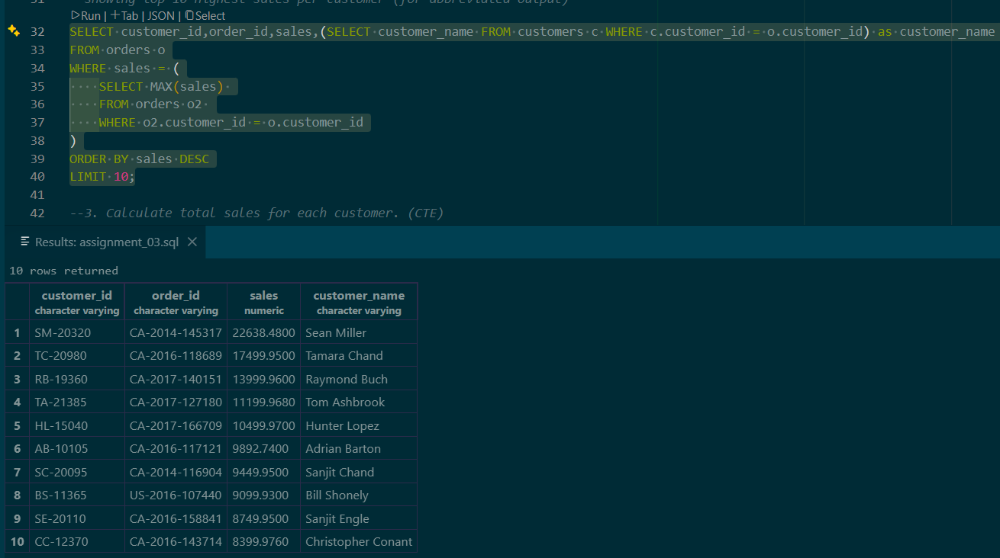 --Showing top 10 highest sales per customer (for abbreviated output)
Run | Tab | JSON | Select
32 SELECT customer_id,order_id,sales,(SELECT customer_name FROM customers c WHERE c.customer_id = o.customer_id) as customer_name
33 FROM orders o
34 WHERE sales = (
35 SELECT MAX(sales)
36 FROM orders o2
37 WHERE o2.customer_id = o.customer_id
38 )
39 ORDER BY sales DESC
40 LIMIT 10;
41
42 --3. Calculate total sales for each customer. (CTE)
Results: assignment_03.sql
10 rows returned
customer_id order_id sales customer_name
character varying character varying numeric character varying
1 SM-20320 CA-2014-145317 22638.4800 Sean Miller
2 TC-20980 CA-2016-118689 17499.9500 Tamara Chand
3 RB-19360 CA-2017-140151 13999.9600 Raymond Buch
4 TA-21385 CA-2017-127180 11199.9680 Tom Ashbrook
5 HL-15040 CA-2017-166709 10499.9700 Hunter Lopez
6 AB-10105 CA-2016-117121 9892.7400 Adrian Barton
7 SC-20095 CA-2014-116904 9449.9500 Sanjit Chand
8 BS-11365 US-2016-107440 9099.9300 Bill Shonely
9 SE-20110 CA-2016-158841 8749.9500 Sanjit Engle
10 CC-12370 CA-2016-143714 8399.9760 Christopher Conant